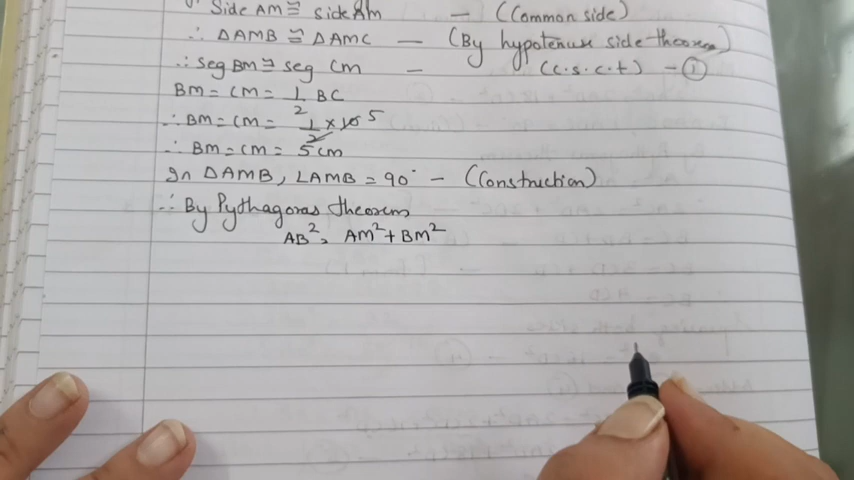 Side AM ≅ side AM — (Common side)
∴ ΔAMB ≅ ΔAMC — (By hypotenuse side theorem)
∴ seg BM ≅ seg CM — (c.s.c.t) — ①
BM = CM = 1/2 BC
∴ BM = CM = 1/2 × 10 5
∴ BM = CM = 5 cm
In ΔAMB, ∠AMB = 90° — (Construction)
∴ By Pythagoras theorem
AB² = AM² + BM²